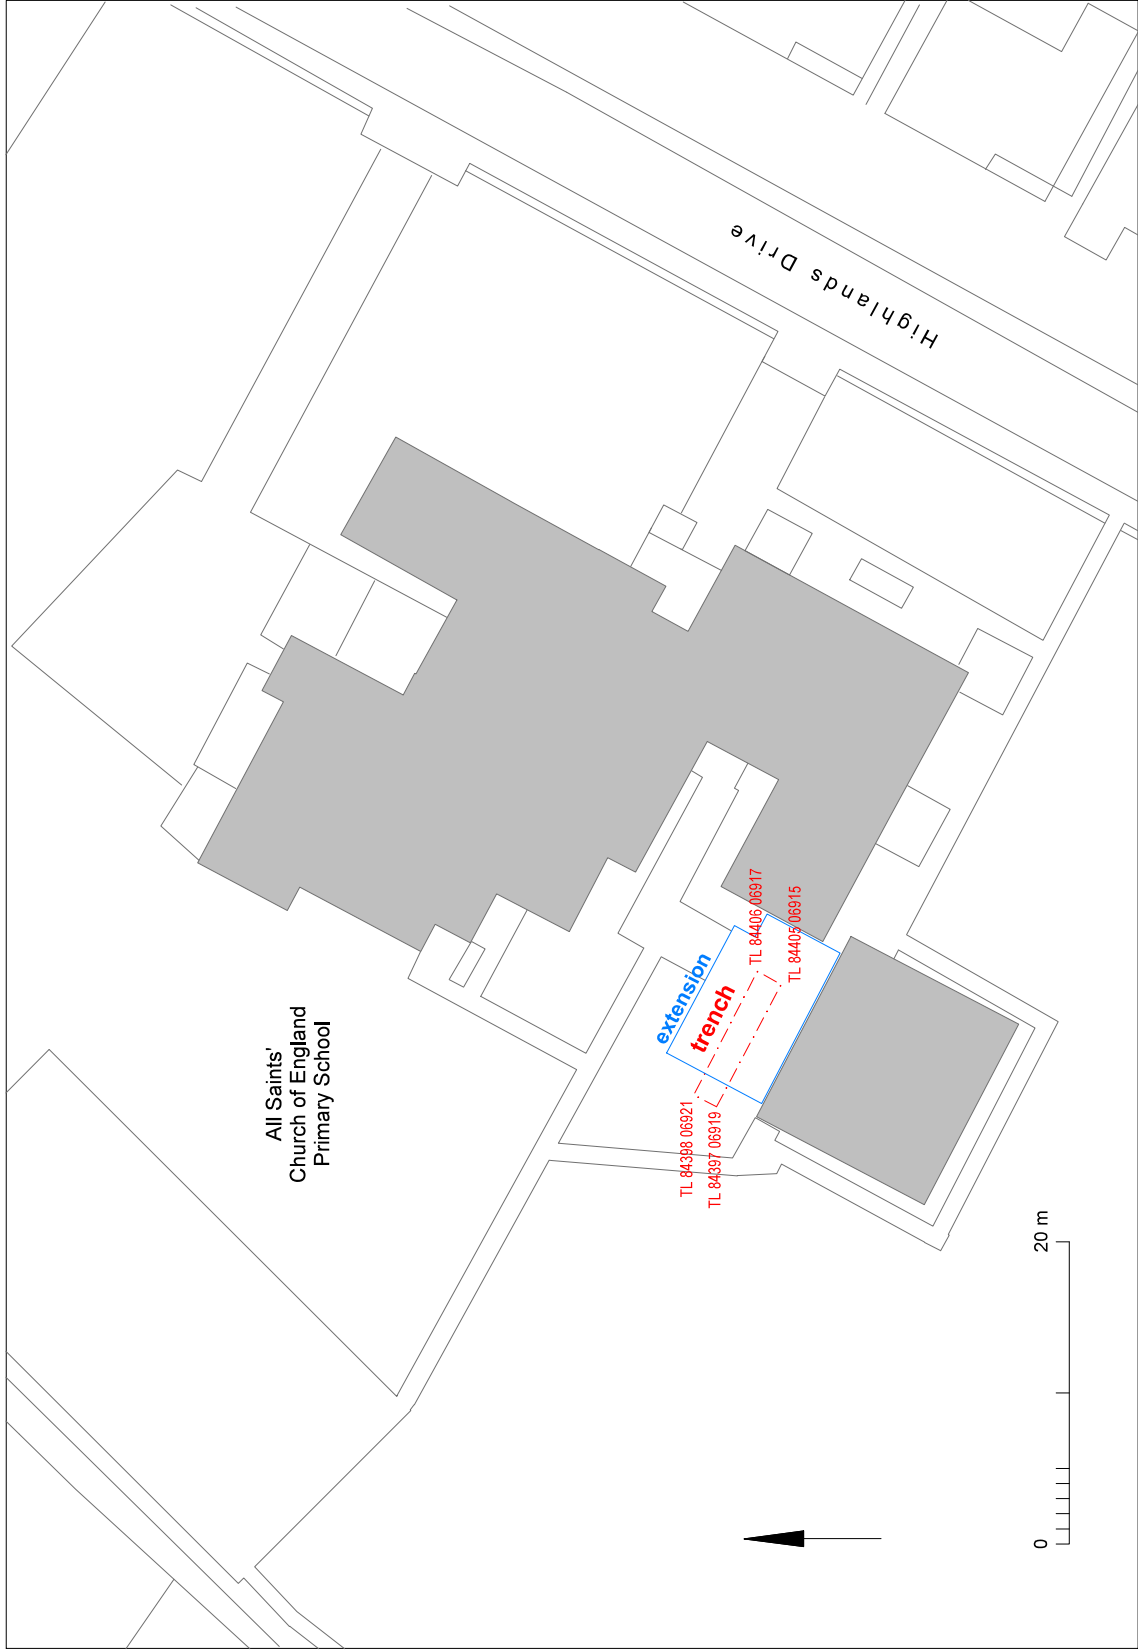 All Saints'
Church of England
Primary School
Highlands Drive
extension
trench
TL 84406 06917
TL 84405 06915
TL 84398 06921
TL 84397 06919
0
20 m